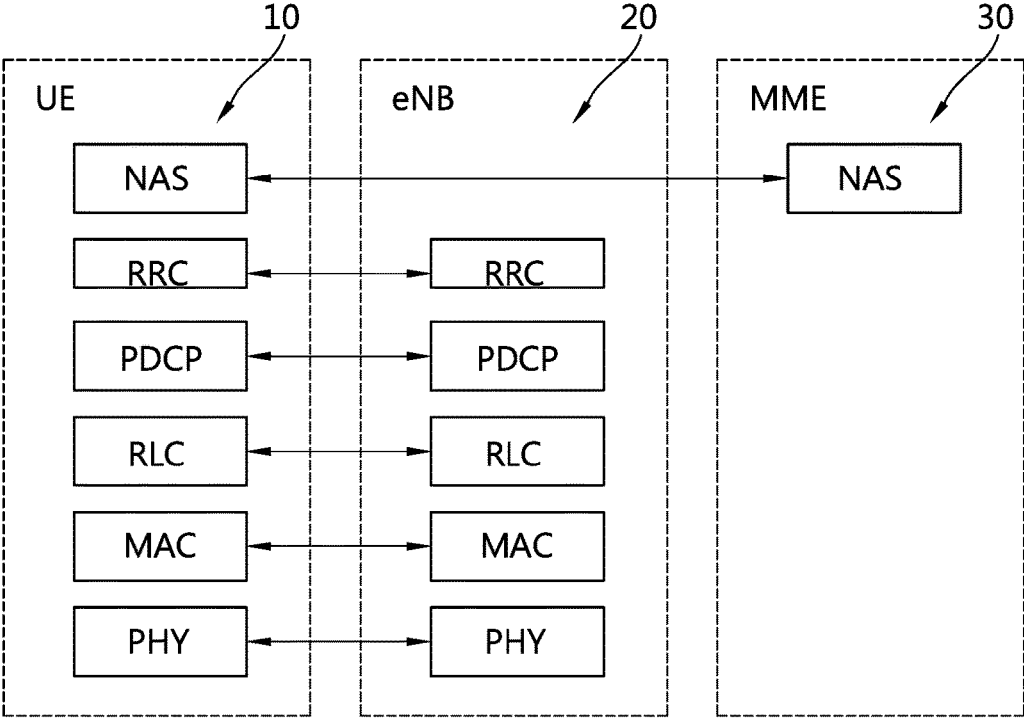 10 20 30
UE eNB MME
NAS NAS
RRC RRC
PDCP PDCP
RLC RLC
MAC MAC
PHY PHY